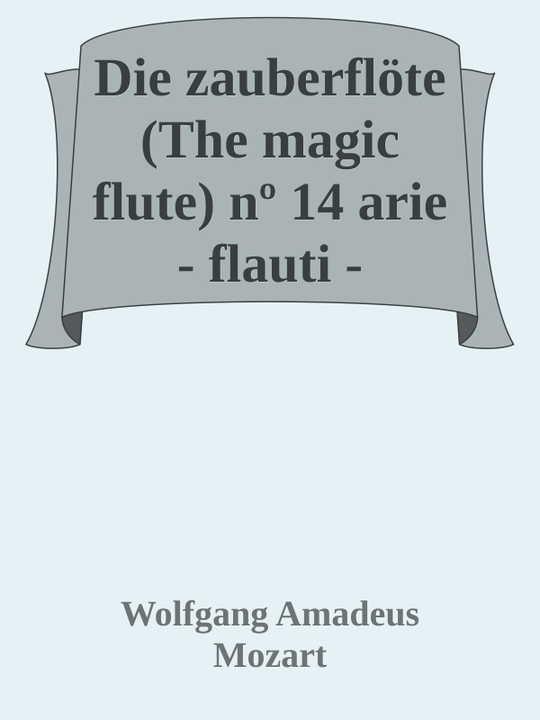 Die zauberflöte
(The magic
flute) nº 14 arie
- flauti -
Wolfgang Amadeus
Mozart